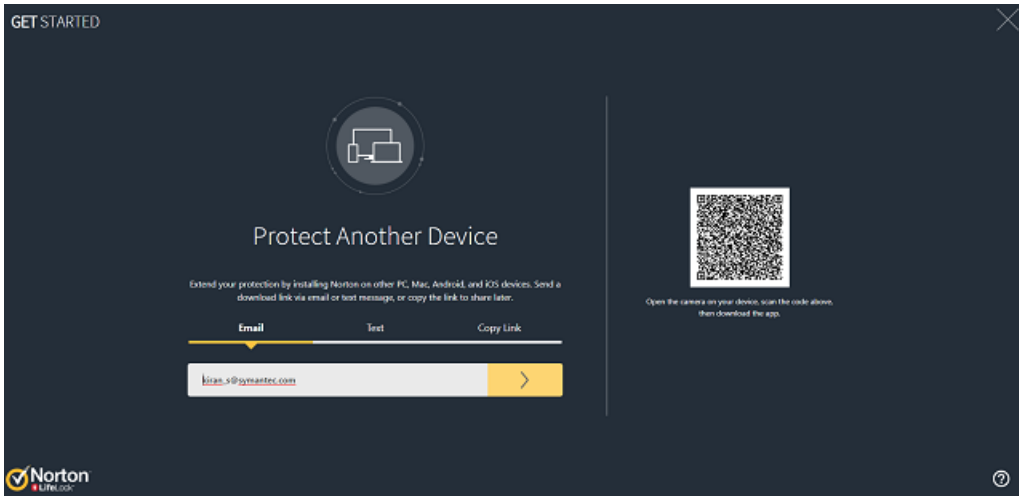 GET STARTED
Protect Another Device
Extend your protection by installing Norton on other PC, Mac, Android, and iOS devices. Send a
download link via email or text message, or copy the link to share later.
Email Text Copy Link
kiran_s@symantec.com
Open the camera on your device, scan the code above,
then download the app.
Norton
LifeLock